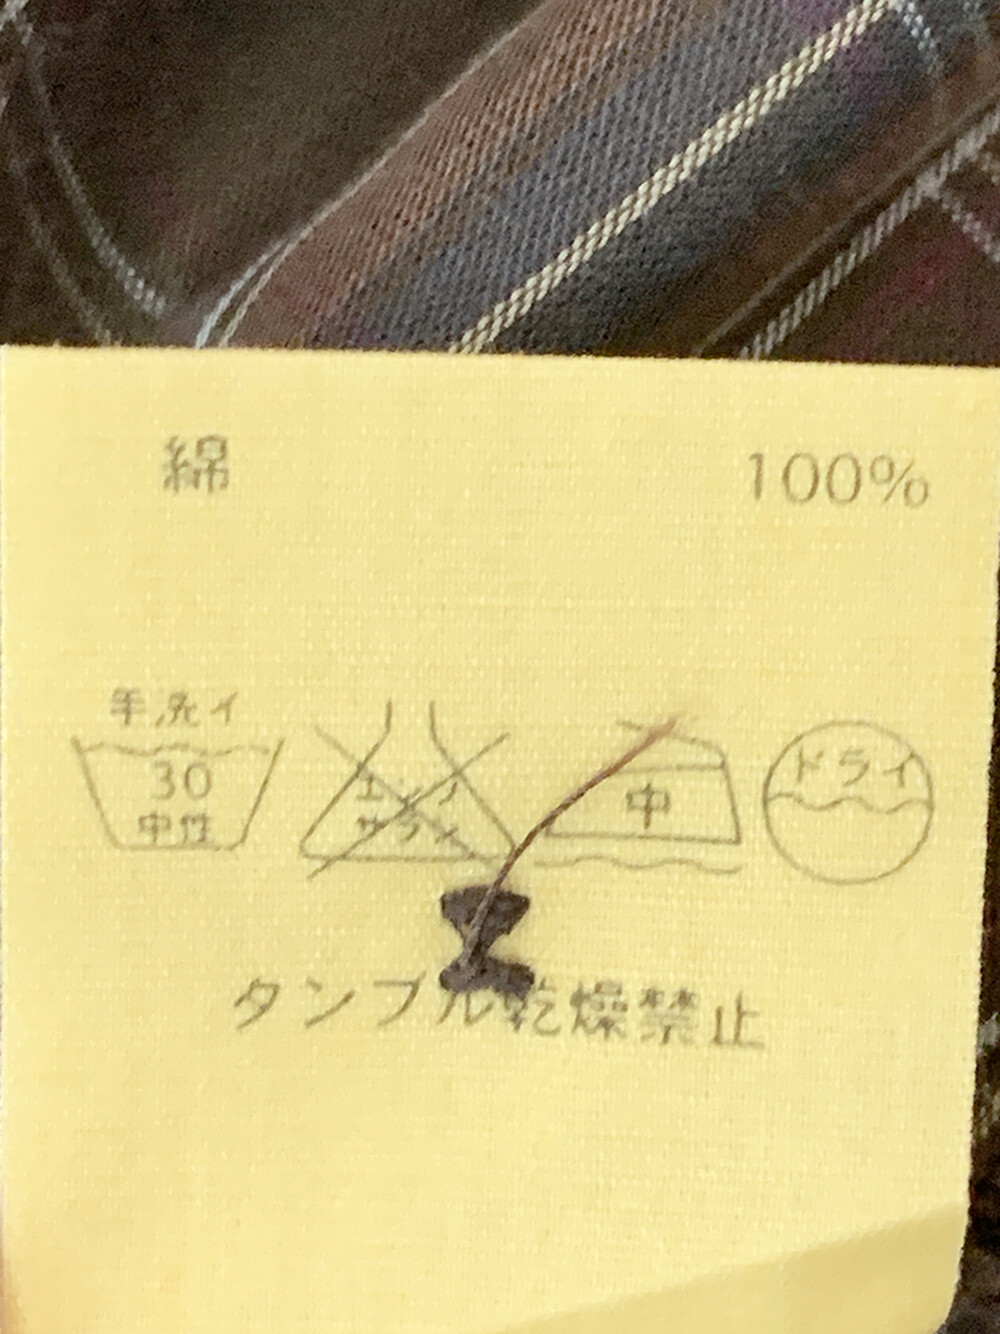 綿 100%
手洗イ
30
中性
エンソ
サラシ
中
ドライ
タンブル乾燥禁止